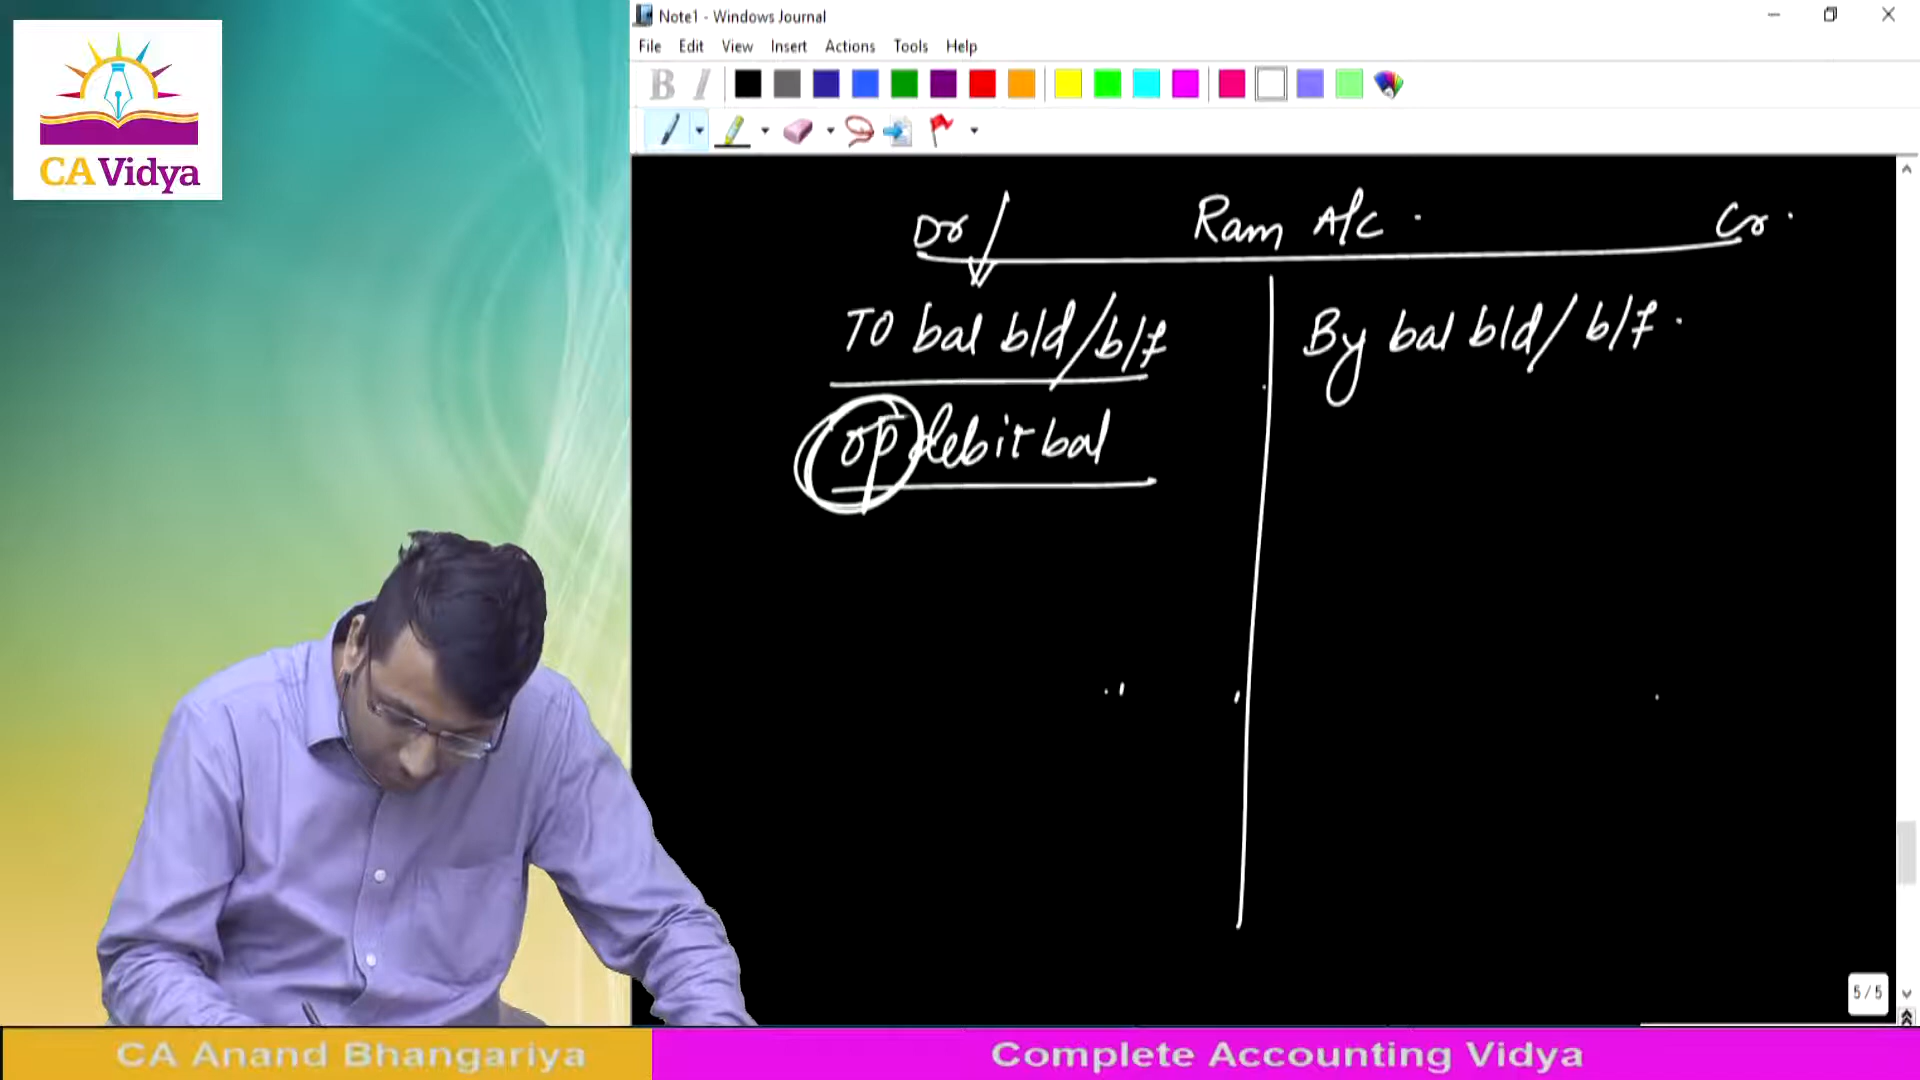 CA Vidya
Note1 - Windows Journal
File Edit View Insert Actions Tools Help
B I
Dr Ram A/C . Cr .
TO bal b/d/b/f
By bal b/d/ b/f .
op debit bal
5 / 5
CA Anand Bhangariya
Complete Accounting Vidya